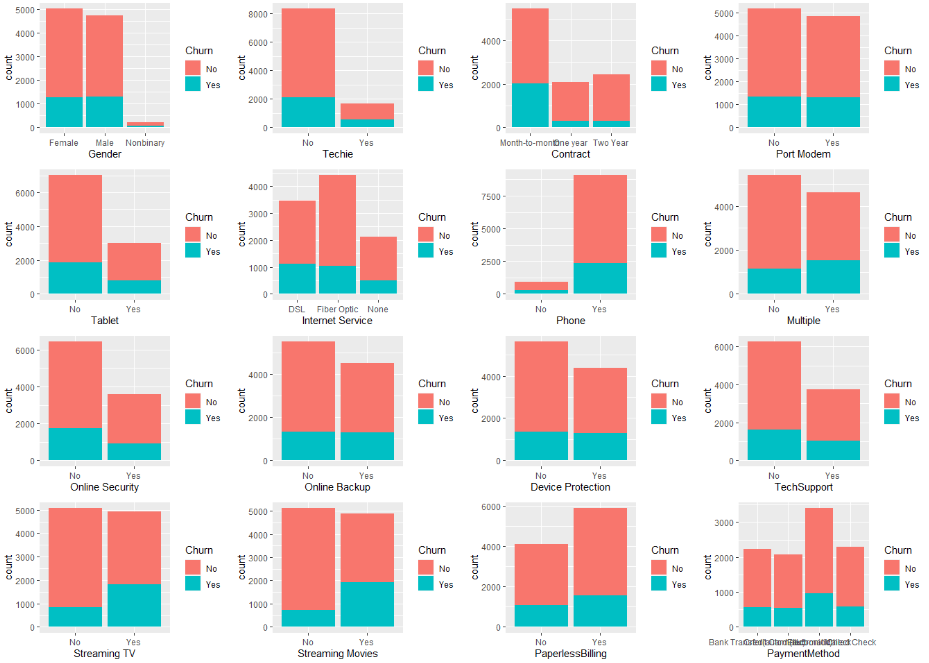 5000
4000
3000
2000
1000
0
count
Female Male Nonbinary
Gender
Churn
No
Yes
8000
6000
4000
2000
0
count
No Yes
Techie
Churn
No
Yes
4000
2000
0
count
Month-to-month One year Two Year
Contract
Churn
No
Yes
5000
4000
3000
2000
1000
0
count
No Yes
Port Modem
Churn
No
Yes
6000
4000
2000
0
count
No Yes
Tablet
Churn
No
Yes
4000
3000
2000
1000
0
count
DSL Fiber Optic None
Internet Service
Churn
No
Yes
7500
5000
2500
0
count
No Yes
Phone
Churn
No
Yes
4000
2000
0
count
No Yes
Multiple
Churn
No
Yes
6000
4000
2000
0
count
No Yes
Online Security
Churn
No
Yes
4000
2000
0
count
No Yes
Online Backup
Churn
No
Yes
4000
2000
0
count
No Yes
Device Protection
Churn
No
Yes
6000
4000
2000
0
count
No Yes
TechSupport
Churn
No
Yes
5000
4000
3000
2000
1000
0
count
No Yes
Streaming TV
Churn
No
Yes
5000
4000
3000
2000
1000
0
count
No Yes
Streaming Movies
Churn
No
Yes
6000
4000
2000
0
count
No Yes
PaperlessBilling
Churn
No
Yes
3000
2000
1000
0
count
Bank Check
PaymentMethod
Churn
No
Yes